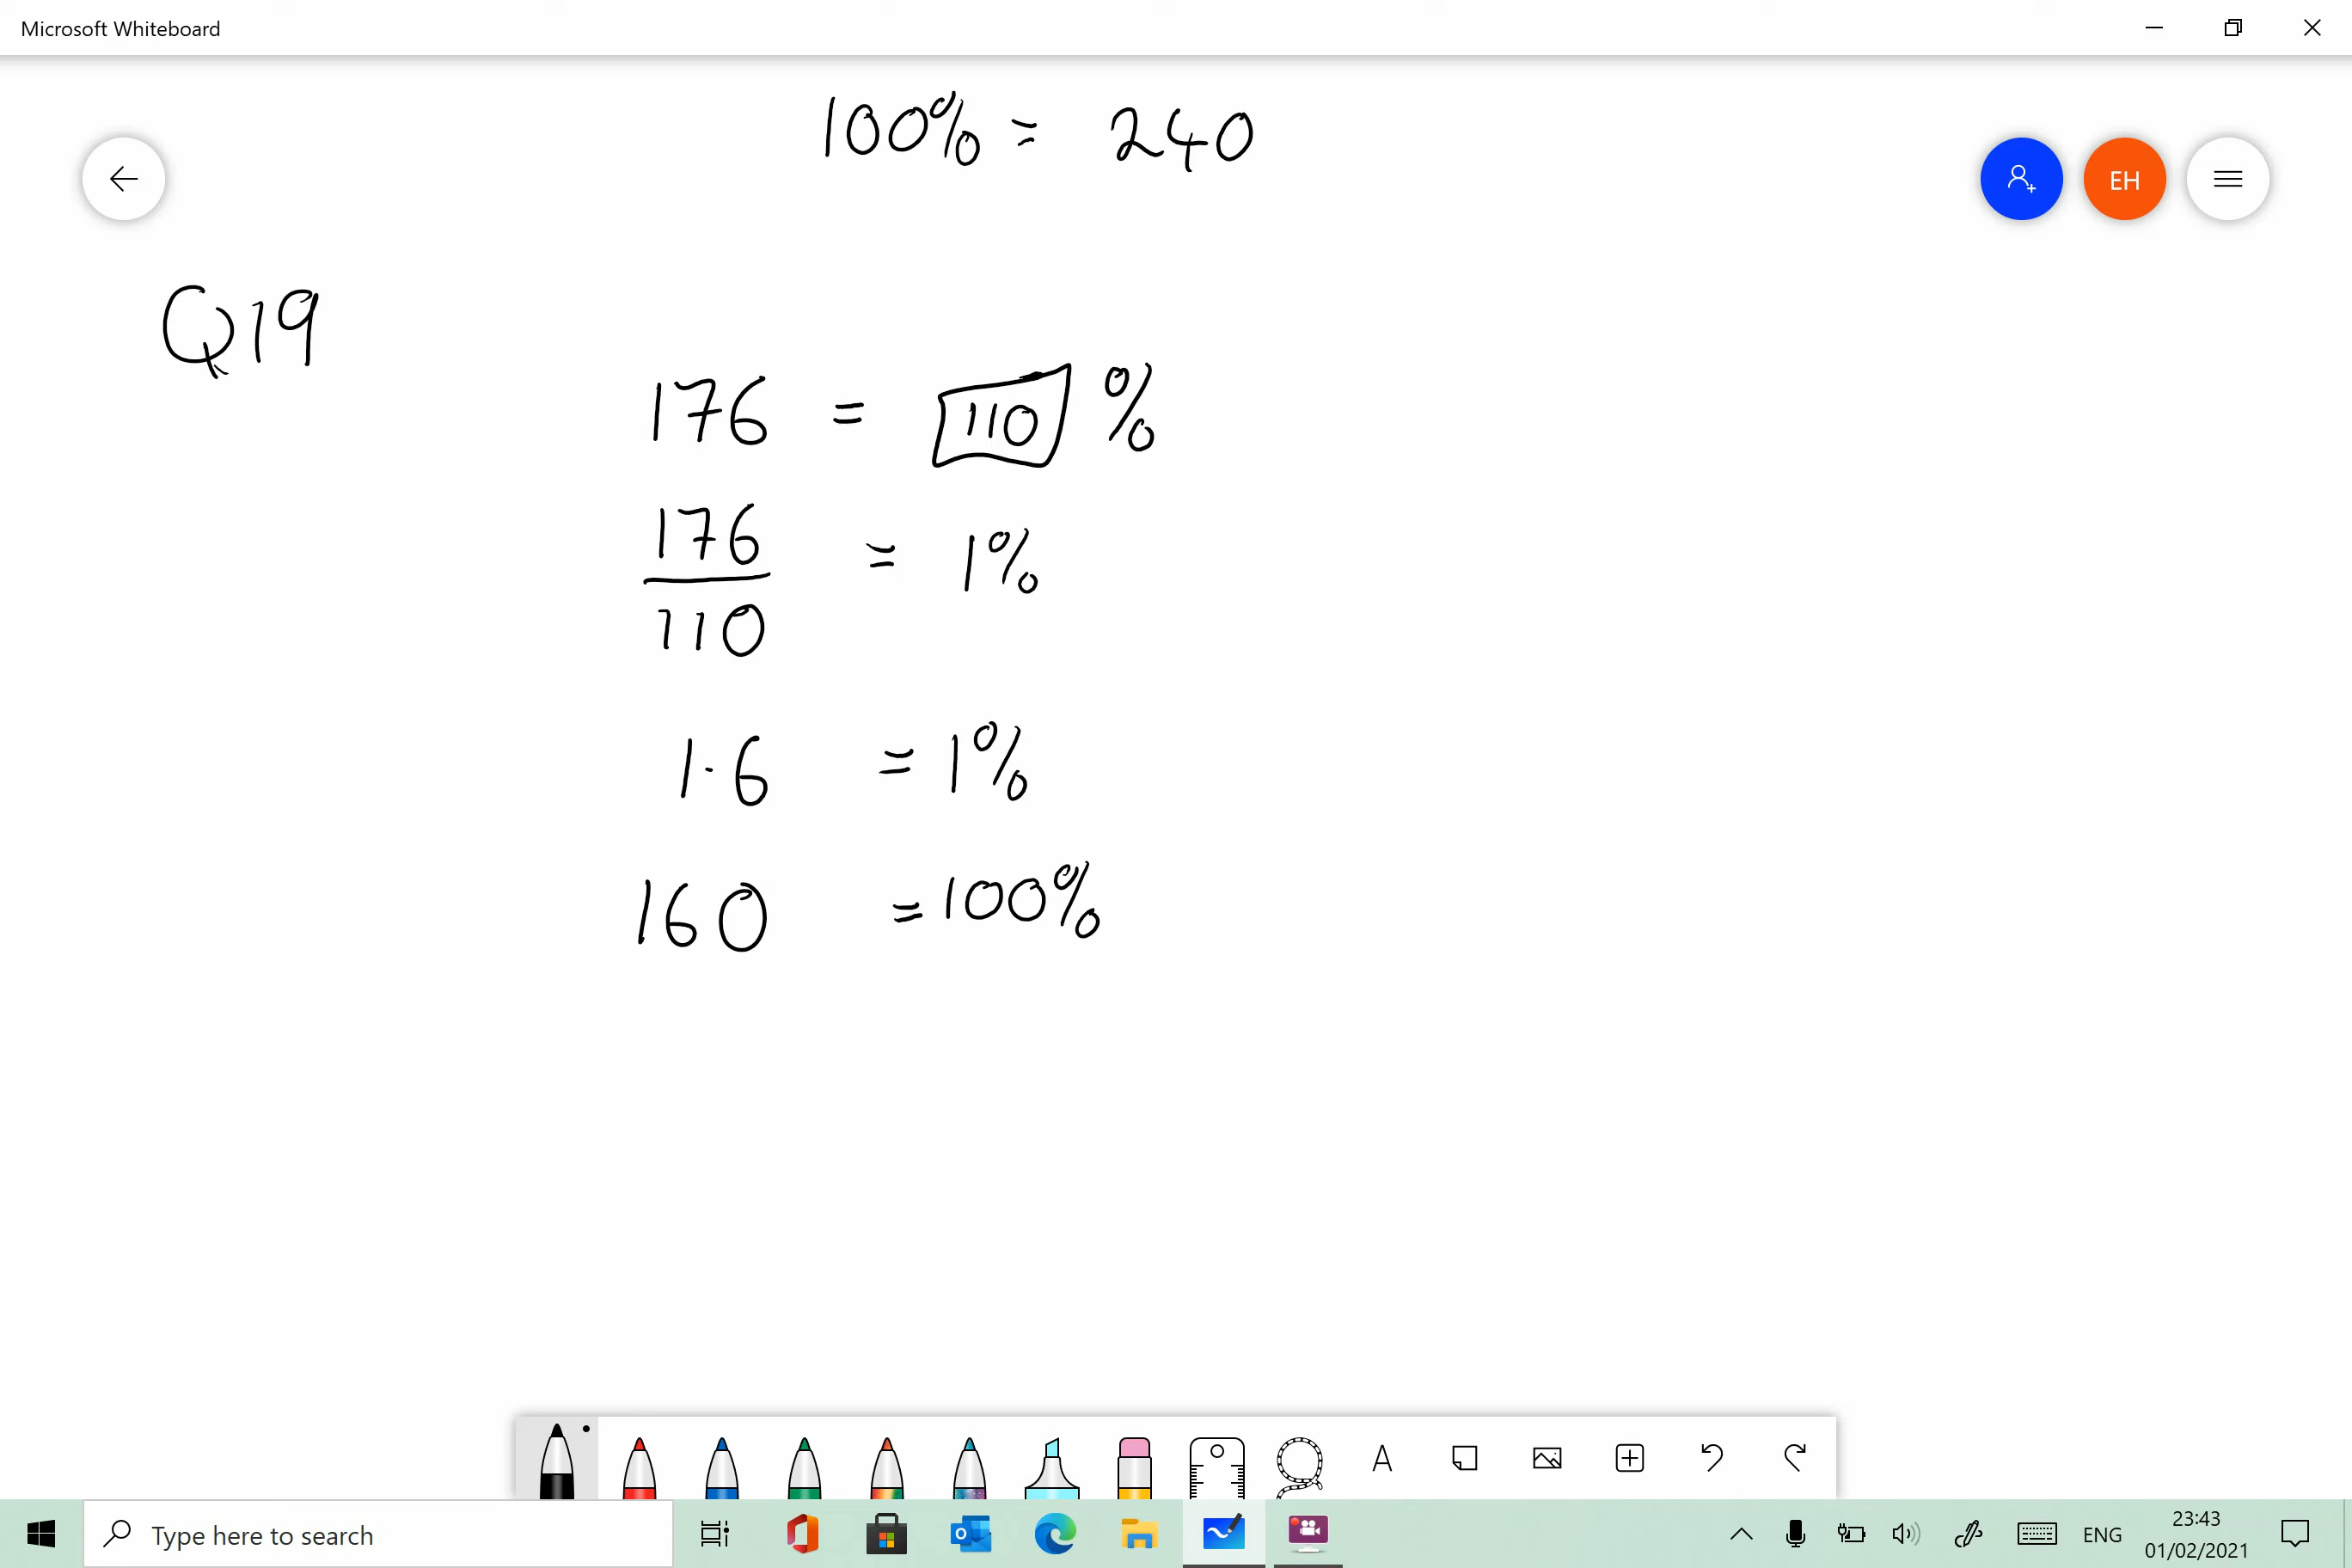 Microsoft Whiteboard
100% = 240
EH
Q19
176 = 110 %
176/110 = 1%
1.6 = 1%
160 = 100%
A
Type here to search
ENG
23:43
01/02/2021